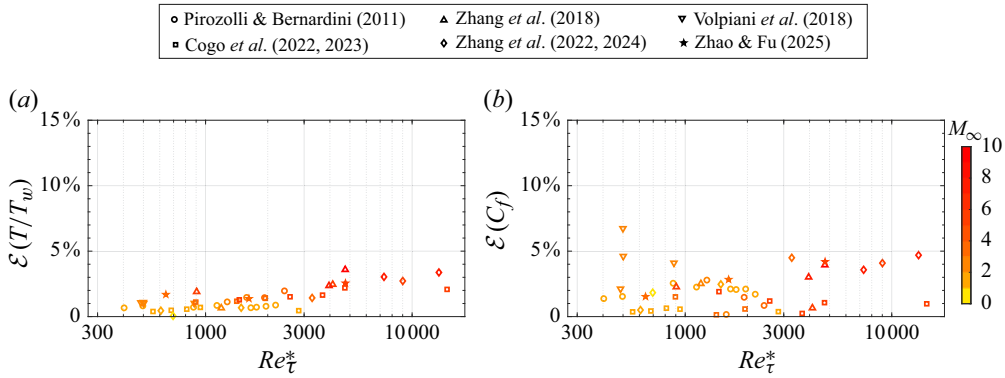 Pirozolli & Bernardini (2011) Zhang et al. (2018) Volpiani et al. (2018)
Cogo et al. (2022, 2023) Zhang et al. (2022, 2024) Zhao & Fu (2025)
(a) (b)
15% 15% M∞ 10
10% 10% 8
ℰ(T/T_w) ℰ(C_f) 6
5% 5% 4
2
0 0 0
300 1000 3000 10000 300 1000 3000 10000
Re*_τ Re*_τ